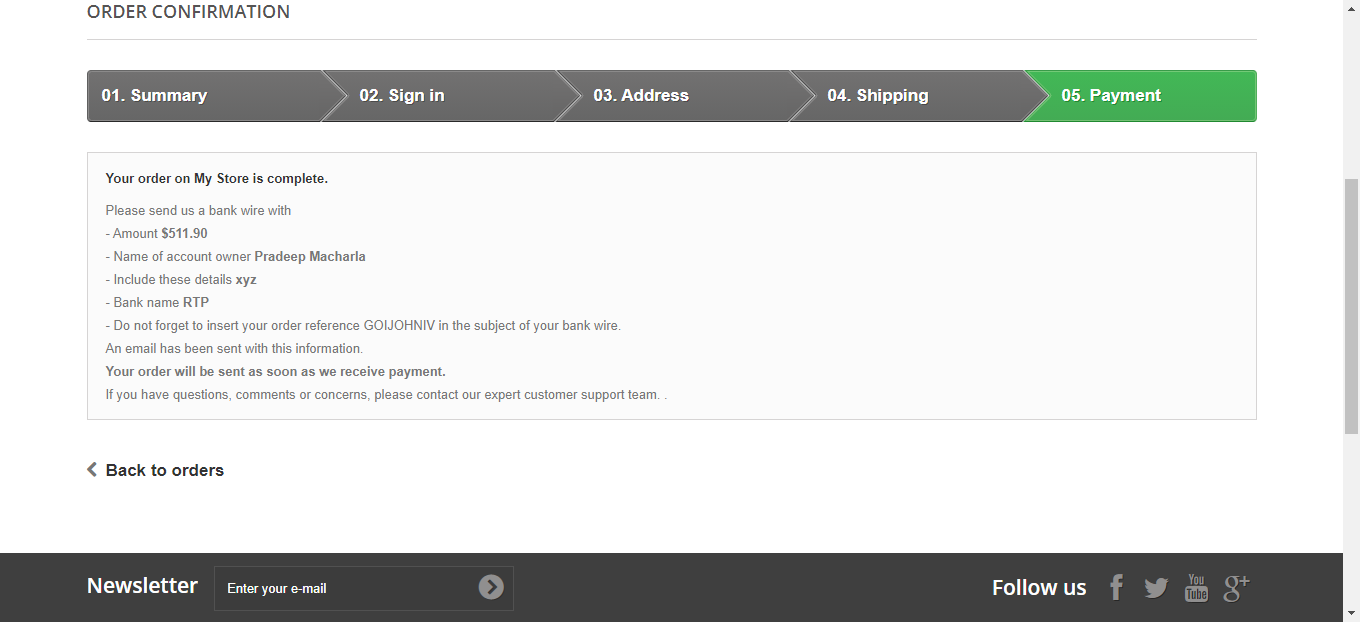 ORDER CONFIRMATION
01. Summary
02. Sign in
03. Address
04. Shipping
05. Payment
Your order on My Store is complete.
Please send us a bank wire with
- Amount $511.90
- Name of account owner Pradeep Macharla
- Include these details xyz
- Bank name RTP
- Do not forget to insert your order reference GOIJOHNIV in the subject of your bank wire.
An email has been sent with this information.
Your order will be sent as soon as we receive payment.
If you have questions, comments or concerns, please contact our expert customer support team. .
Back to orders
Newsletter
Enter your e-mail
Follow us
You
Tube
g+